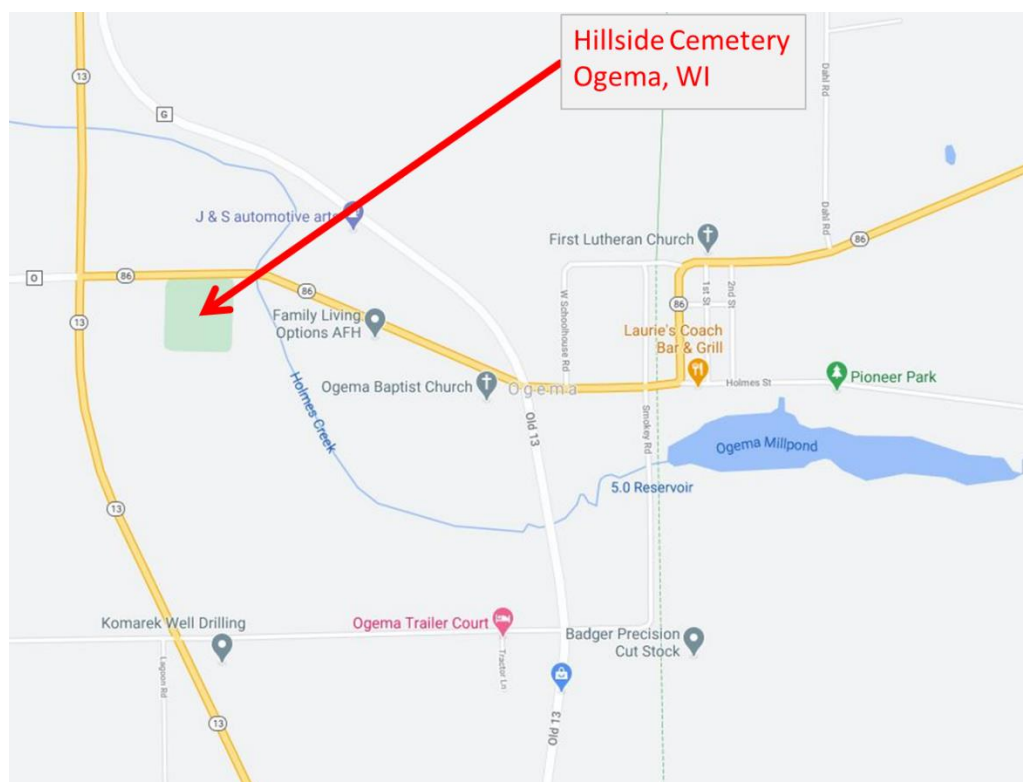 Hillside Cemetery
Ogema, WI
13
G
Dahl Rd
J & S automotive arts
First Lutheran Church
Dahl Rd
86
O
86
86
W Schoolhouse Rd
1st St
2nd St
86
13
Family Living
Options AFH
Laurie's Coach
Bar & Grill
Ogema Baptist Church
Ogema
Holmes St
Pioneer Park
Holmes Creek
Old 13
Smokey Rd
Ogema Millpond
5.0 Reservoir
13
Komarek Well Drilling
Ogema Trailer Court
Badger Precision
Cut Stock
Lagoon Rd
Tractor Ln
13
Old 13